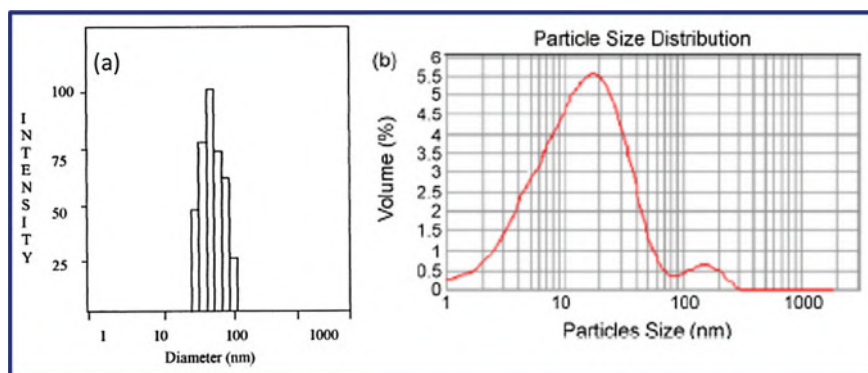 (a)
INTENSITY
100
75
50
25
1 10 100 1000
Diameter (nm)
Particle Size Distribution
(b)
Volume (%)
6
5.5
5
4.5
4
3.5
3
2.5
2
1.5
1
0.5
0
1 10 100 1000
Particles Size (nm)